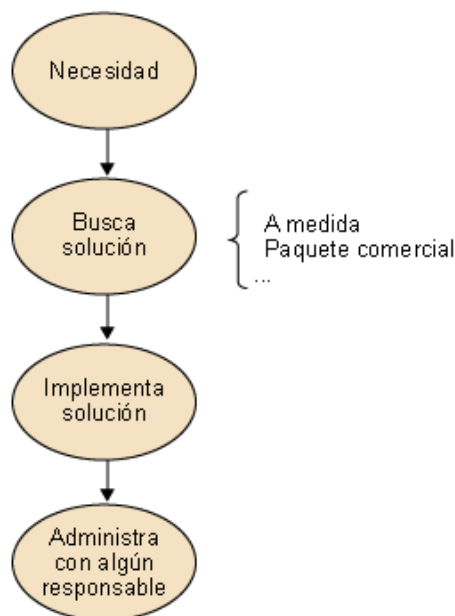 Necesidad
Busca
solución
A medida
Paquete comercial
...
Implementa
solución
Administra
con algún
responsable